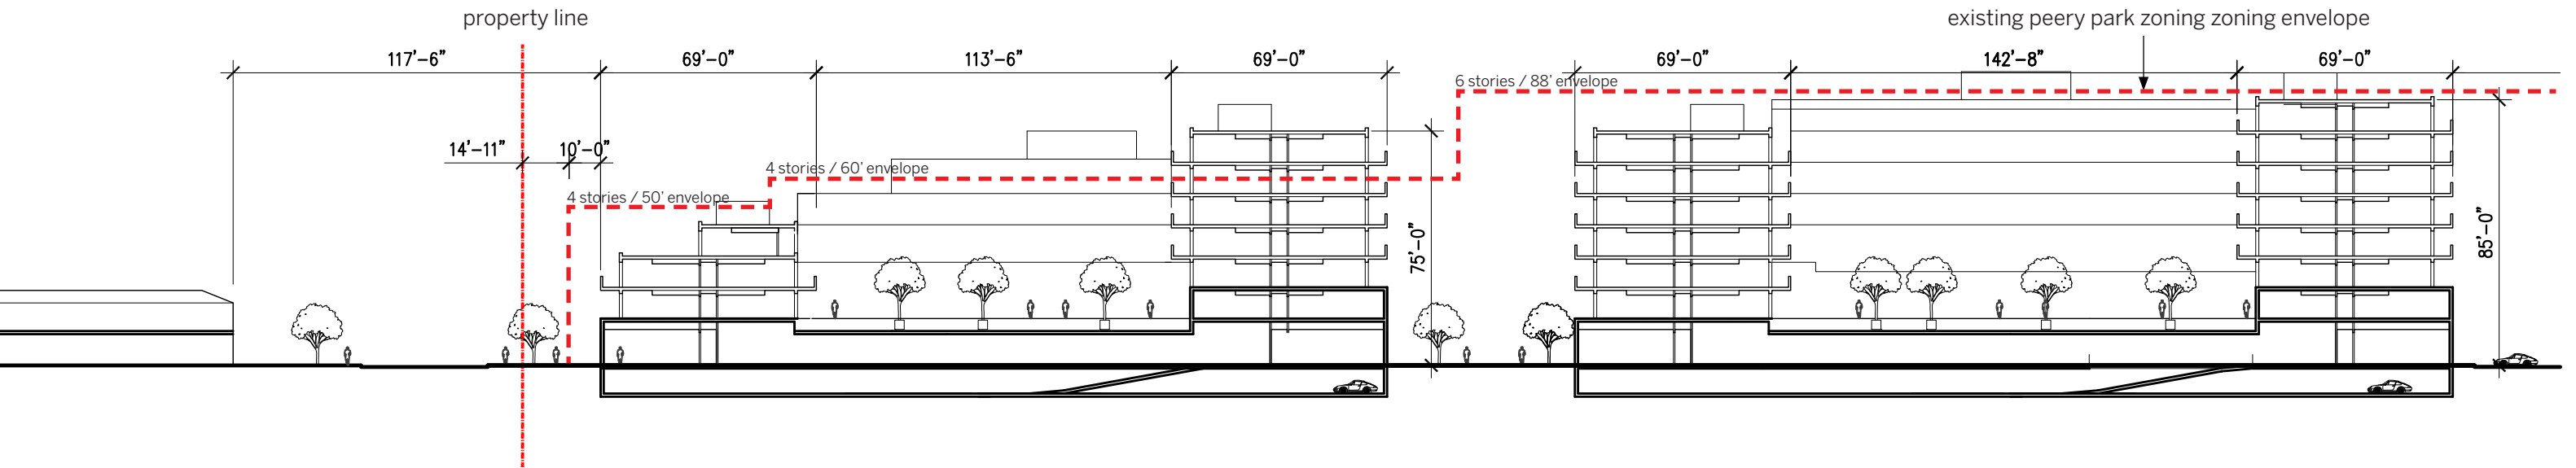 property line
existing peery park zoning zoning envelope
117'-6"
69'-0"
113'-6"
69'-0"
69'-0"
142'-8"
69'-0"
6 stories / 88' envelope
14'-11"
10'-0"
4 stories / 60' envelope
4 stories / 50' envelope
75'-0"
85'-0"